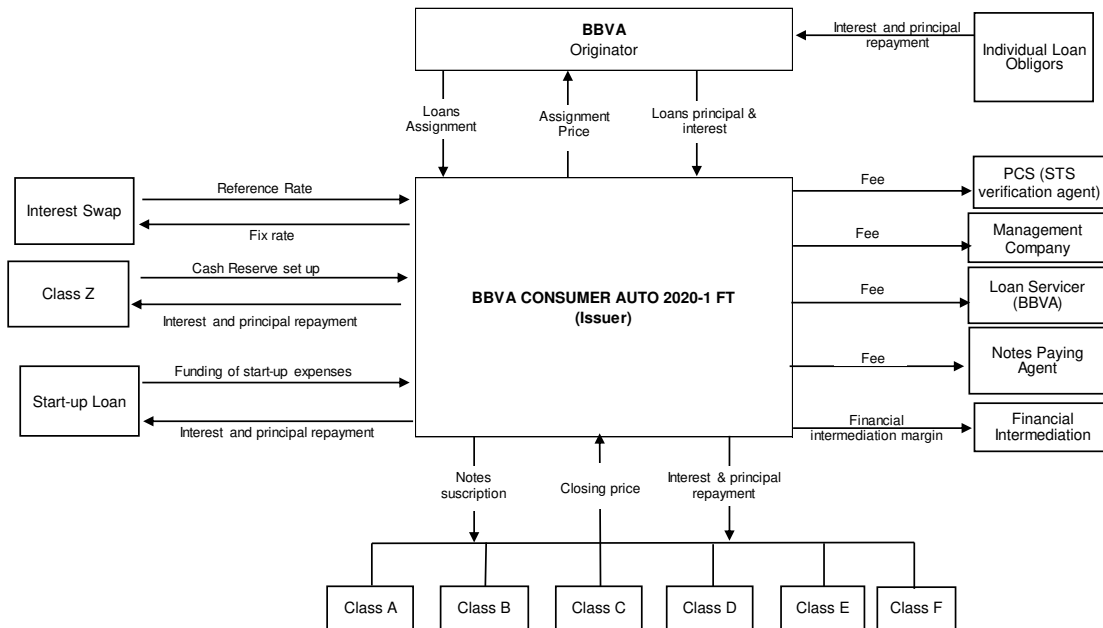 BBVA
Originator
Interest and principal
repayment
Individual Loan
Obligors
Loans
Assignment
Assignment
Price
Loans principal &
interest
Interest Swap
Reference Rate
Fix rate
Class Z
Cash Reserve set up
Interest and principal repayment
Start-up Loan
Funding of start-up expenses
Interest and principal repayment
BBVA CONSUMER AUTO 2020-1 FT
(Issuer)
Fee
PCS (STS
verification agent)
Fee
Management
Company
Fee
Loan Servicer
(BBVA)
Fee
Notes Paying
Agent
Financial
intermediation margin
Financial
Intermediation
Notes
suscription
Closing price
Interest & principal
repayment
Class A
Class B
Class C
Class D
Class E
Class F